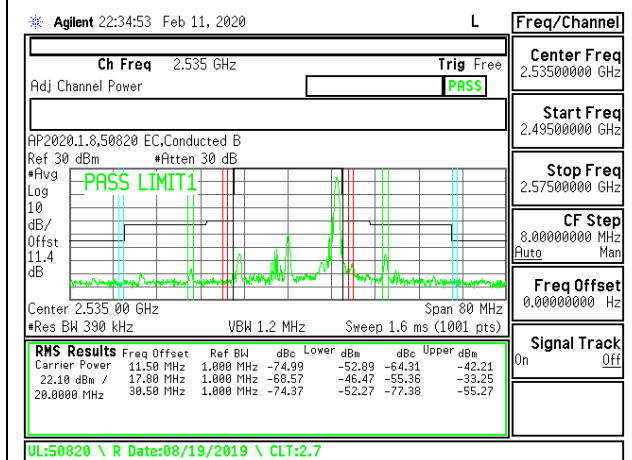 Agilent 22:34:53 Feb 11, 2020 L
Freq/Channel
Ch Freq 2.535 GHz Trig Free
Adj Channel Power PASS
AP2020.1.8,50820 EC,Conducted B
Ref 30 dBm #Atten 30 dB
#Avg
Log
10
dB/
Offst
11.4
dB
PASS LIMIT1
Center 2.535 00 GHz Span 80 MHz
#Res BW 390 kHz VBW 1.2 MHz Sweep 1.6 ms (1001 pts)
RMS Results Freq Offset Ref BW dBc Lower dBm dBc Upper dBm
Carrier Power 11.50 MHz 1.000 MHz -74.99 -52.89 -64.31 -42.21
22.10 dBm / 17.80 MHz 1.000 MHz -68.57 -46.47 -55.36 -33.25
20.0000 MHz 30.50 MHz 1.000 MHz -74.37 -52.27 -77.38 -55.27
UL:50820 \ R Date:08/19/2019 \ CLT:2.7
Center Freq
2.53500000 GHz
Start Freq
2.49500000 GHz
Stop Freq
2.57500000 GHz
CF Step
8.00000000 MHz
Auto Man
Freq Offset
0.00000000 Hz
Signal Track
On Off